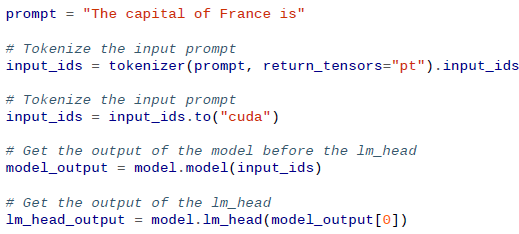 prompt = "The capital of France is"
# Tokenize the input prompt
input_ids = tokenizer(prompt, return_tensors="pt").input_ids
# Tokenize the input prompt
input_ids = input_ids.to("cuda")
# Get the output of the model before the lm_head
model_output = model.model(input_ids)
# Get the output of the lm_head
lm_head_output = model.lm_head(model_output[0])